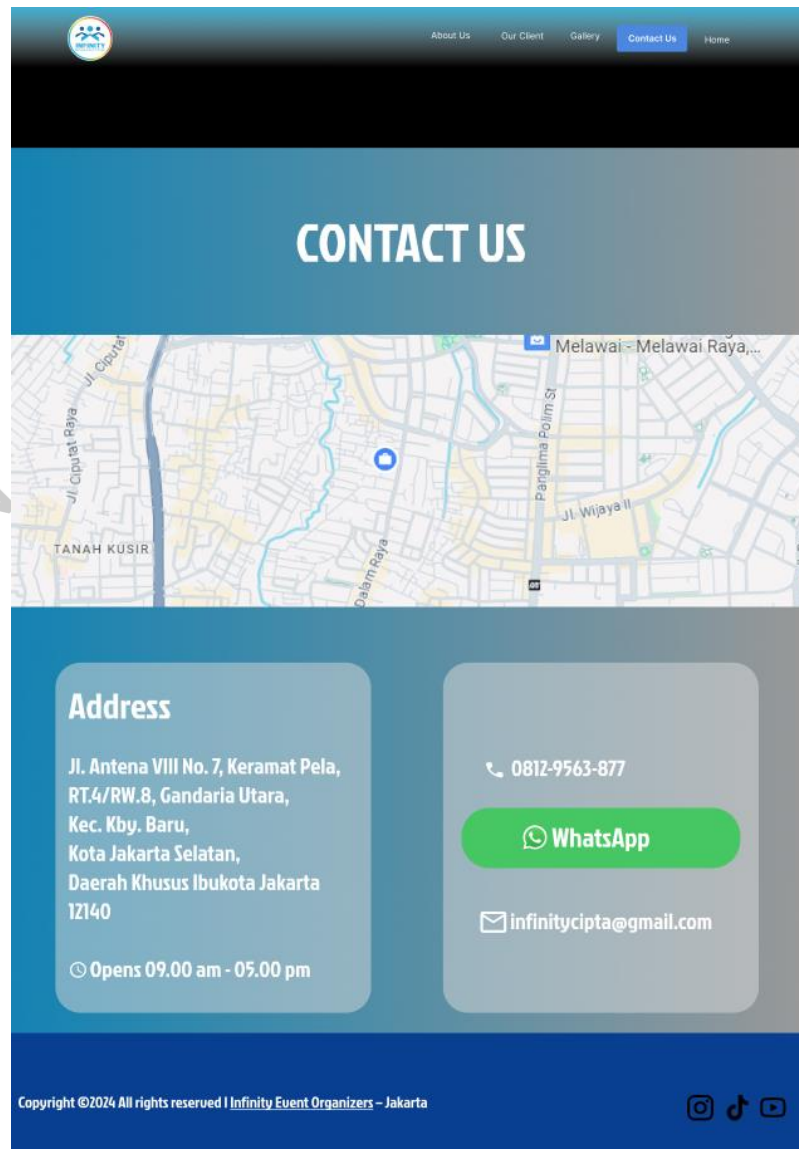 INFINITY
About Us
Our Client
Gallery
Contact Us
Home
CONTACT US
Melawai - Melawai Raya,...
Jl. Ciputat
Jl. Ciputat Raya
Panglima Polim St
Jl. Wijaya II
TANAH KUSIR
Dalam Raya
Address
Jl. Antena VIII No. 7, Keramat Pela,
RT.4/RW.8, Gandaria Utara,
Kec. Kby. Baru,
Kota Jakarta Selatan,
Daerah Khusus Ibukota Jakarta
12140
Opens 09.00 am - 05.00 pm
0812-9563-877
WhatsApp
infinitycipta@gmail.com
Copyright ©2024 All rights reserved | Infinity Event Organizers – Jakarta